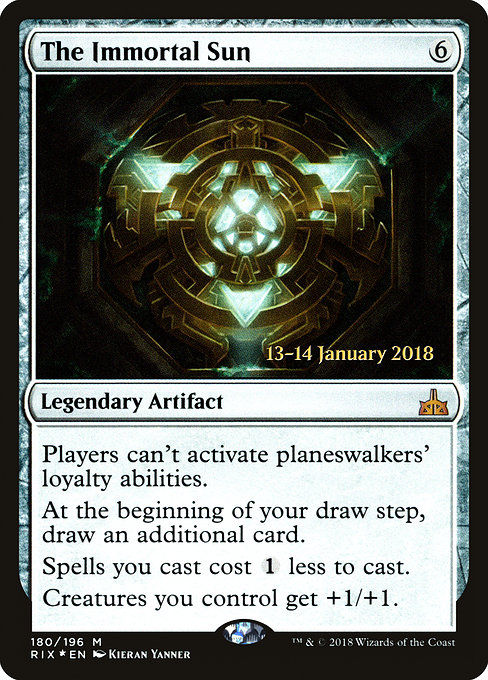 The Immortal Sun 6
13-14 January 2018
Legendary Artifact
Players can't activate planeswalkers'
loyalty abilities.
At the beginning of your draw step,
draw an additional card.
Spells you cast cost 1 less to cast.
Creatures you control get +1/+1.
180/196 M
RIX★EN Kieran Yanner
™ & © 2018 Wizards of the Coast